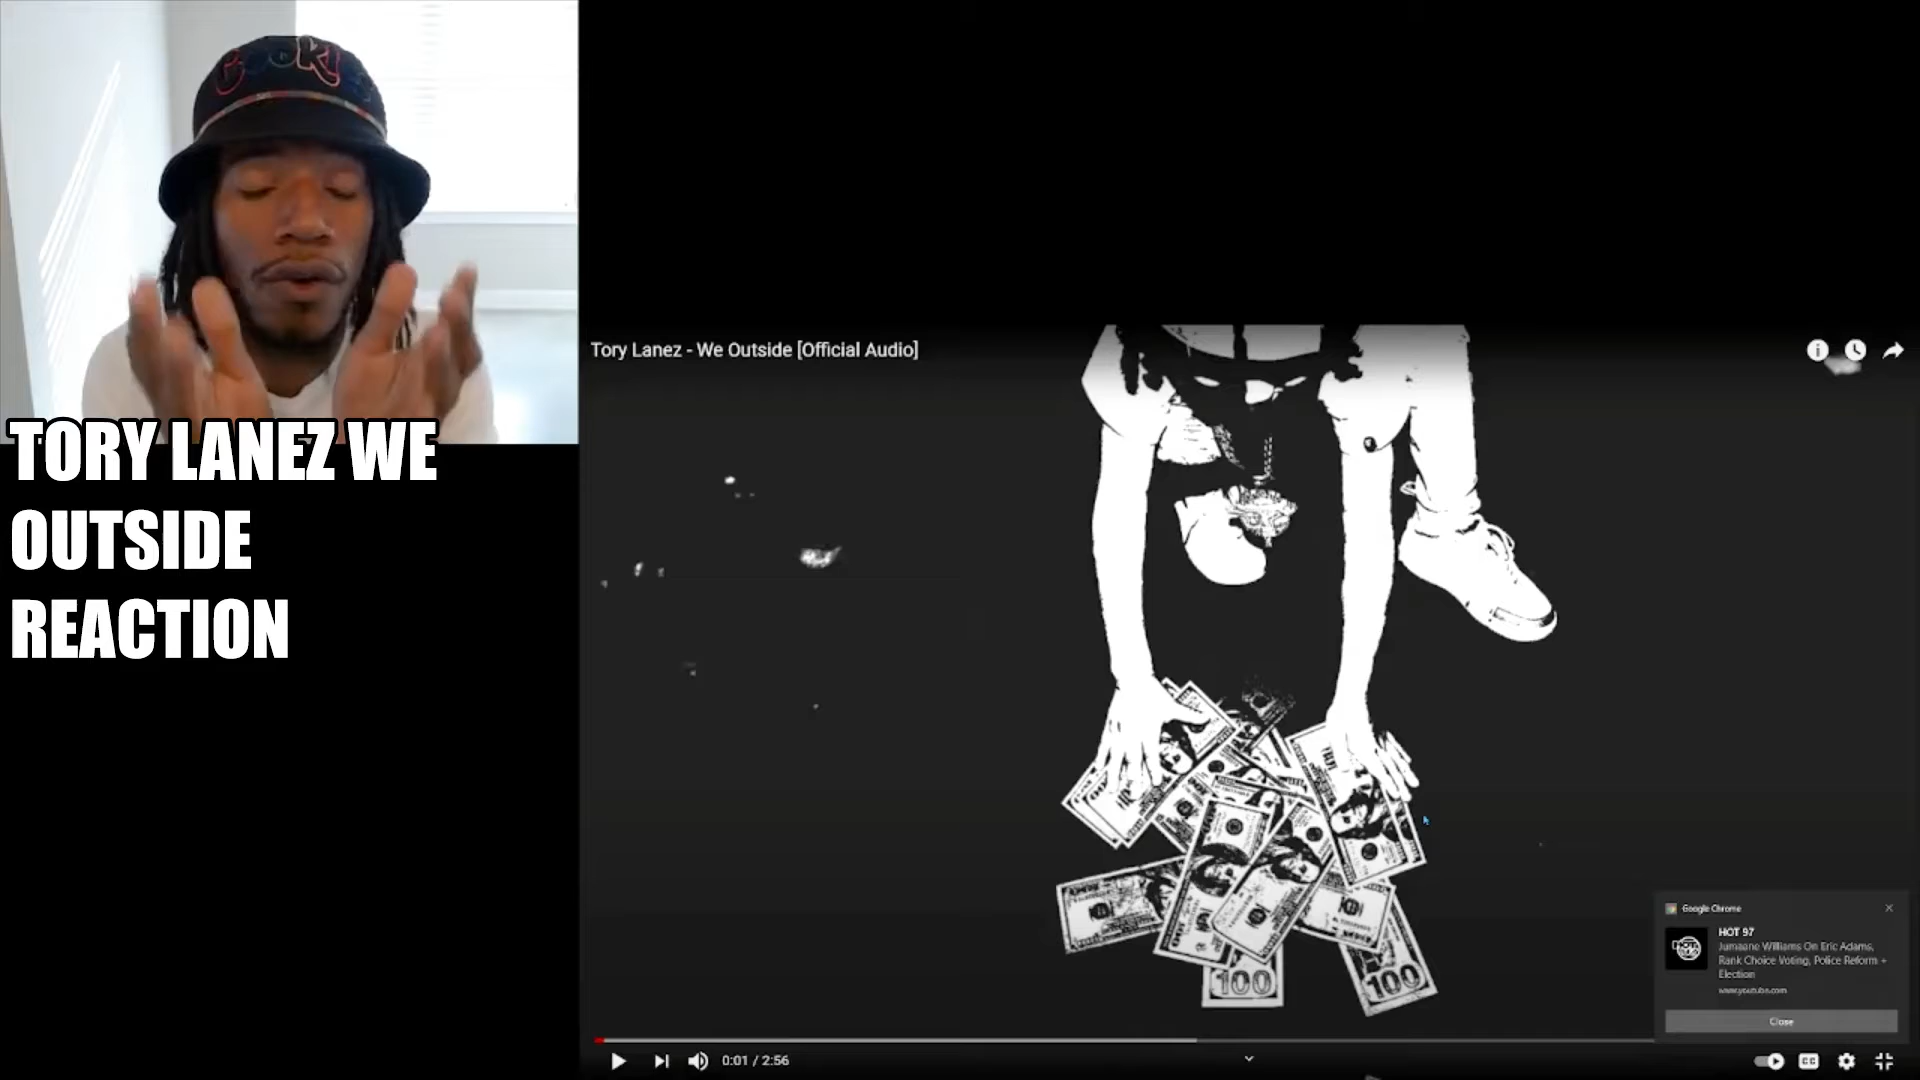 TORY LANEZ WE
OUTSIDE
REACTION
Tory Lanez - We Outside [Official Audio]
100
100
Google Chrome
HOT 97
Jumaane Williams On Eric Adams,
Rank Choice Voting, Police Reform +
Election
www.youtube.com
Close
0:01 / 2:56
CC